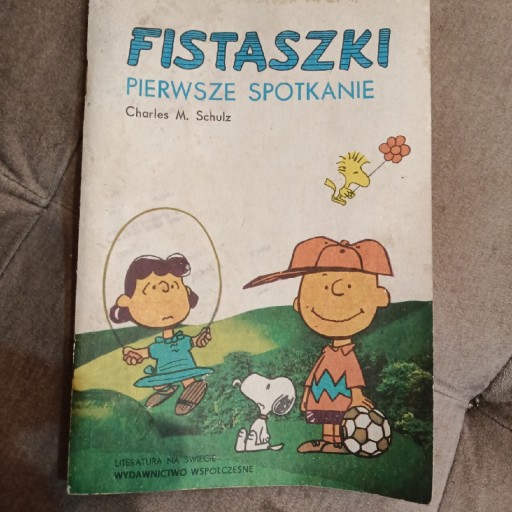 FISTASZKI
PIERWSZE SPOTKANIE
Charles M. Schulz
LITERATURA NA ŚWIECIE
WYDAWNICTWO WSPÓŁCZESNE